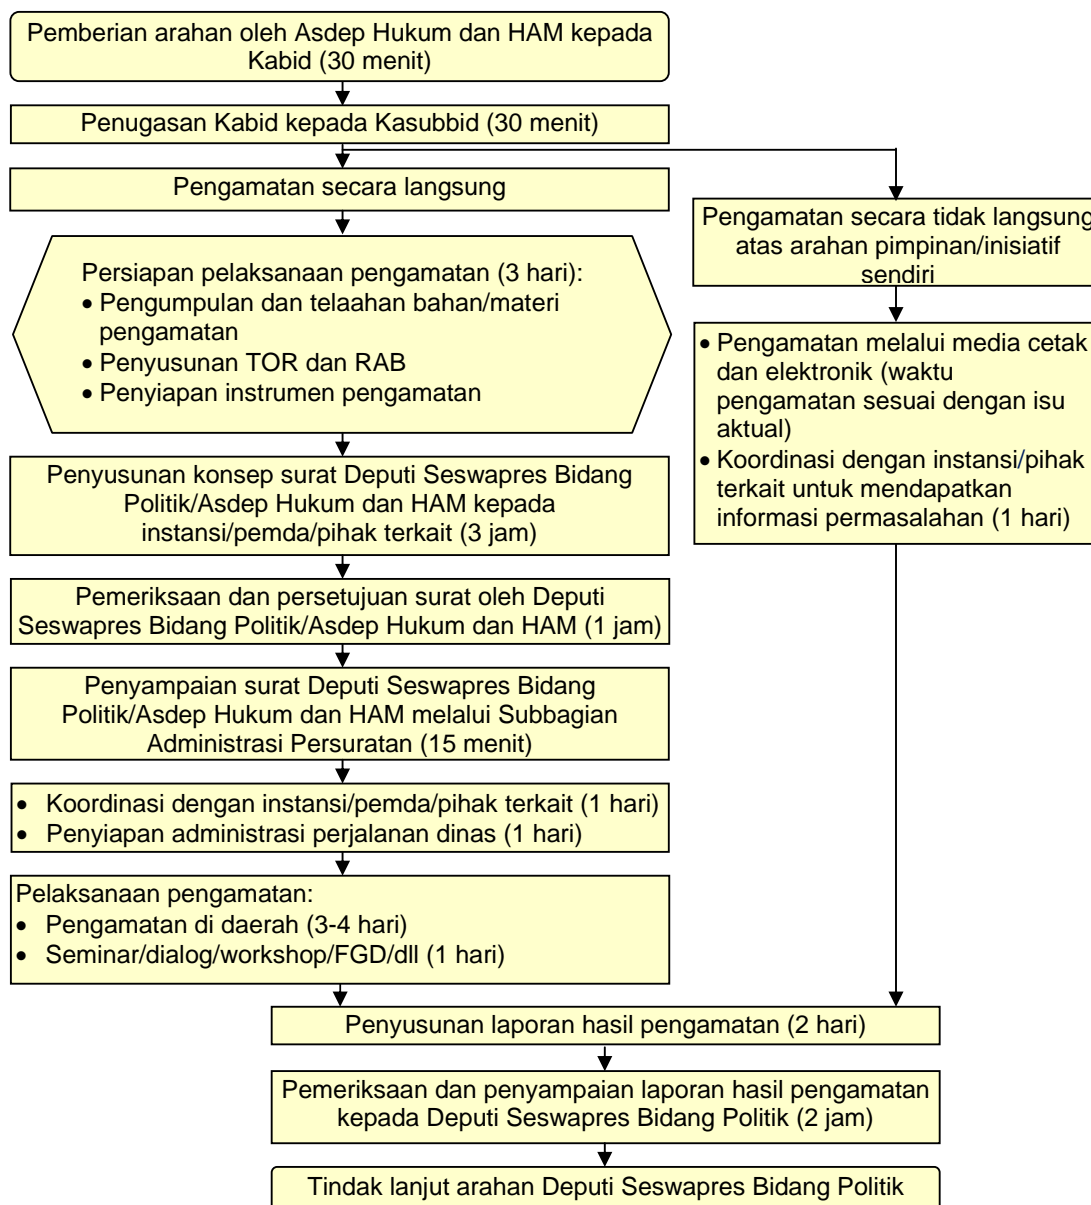 Pemberian arahan oleh Asdep Hukum dan HAM kepada
Kabid (30 menit)
Penugasan Kabid kepada Kasubbid (30 menit)
Pengamatan secara langsung
Persiapan pelaksanaan pengamatan (3 hari):
• Pengumpulan dan telaahan bahan/materi
pengamatan
• Penyusunan TOR dan RAB
• Penyiapan instrumen pengamatan
Penyusunan konsep surat Deputi Seswapres Bidang
Politik/Asdep Hukum dan HAM kepada
instansi/pemda/pihak terkait (3 jam)
Pemeriksaan dan persetujuan surat oleh Deputi
Seswapres Bidang Politik/Asdep Hukum dan HAM (1 jam)
Penyampaian surat Deputi Seswapres Bidang
Politik/Asdep Hukum dan HAM melalui Subbagian
Administrasi Persuratan (15 menit)
• Koordinasi dengan instansi/pemda/pihak terkait (1 hari)
• Penyiapan administrasi perjalanan dinas (1 hari)
Pelaksanaan pengamatan:
• Pengamatan di daerah (3-4 hari)
• Seminar/dialog/workshop/FGD/dll (1 hari)
Pengamatan secara tidak langsung
atas arahan pimpinan/inisiatif
sendiri
• Pengamatan melalui media cetak
dan elektronik (waktu
pengamatan sesuai dengan isu
aktual)
• Koordinasi dengan instansi/pihak
terkait untuk mendapatkan
informasi permasalahan (1 hari)
Penyusunan laporan hasil pengamatan (2 hari)
Pemeriksaan dan penyampaian laporan hasil pengamatan
kepada Deputi Seswapres Bidang Politik (2 jam)
Tindak lanjut arahan Deputi Seswapres Bidang Politik